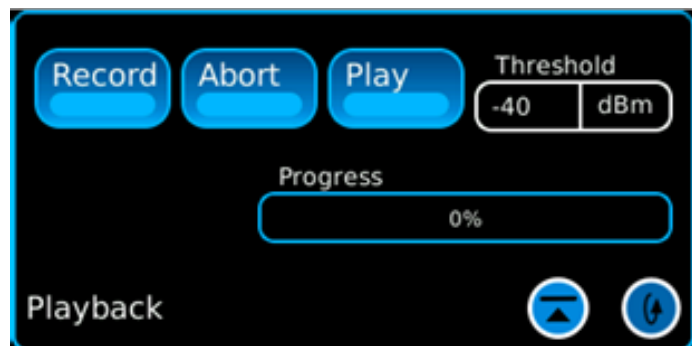 Record
Abort
Play
Threshold
-40
dBm
Progress
0%
Playback